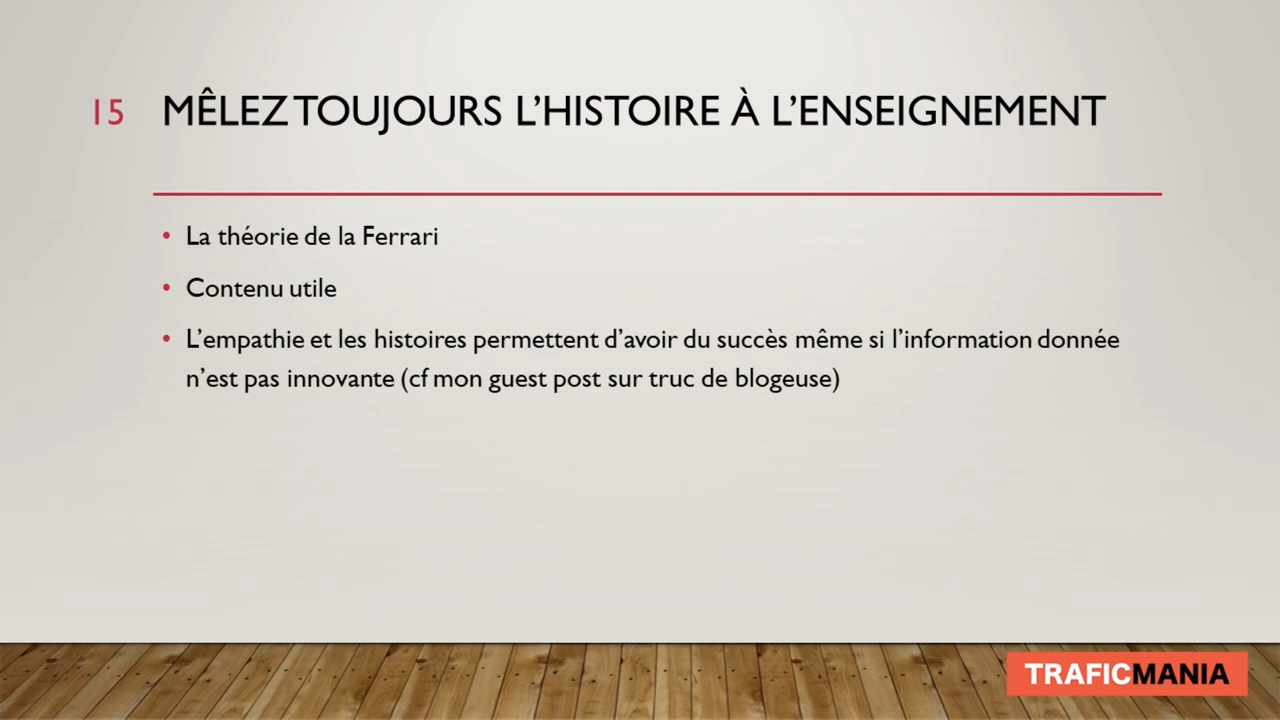 15 MÊLEZ TOUJOURS L’HISTOIRE À L’ENSEIGNEMENT
• La théorie de la Ferrari
• Contenu utile
• L’empathie et les histoires permettent d’avoir du succès même si l’information donnée
n’est pas innovante (cf mon guest post sur truc de blogeuse)
TRAFICMANIA